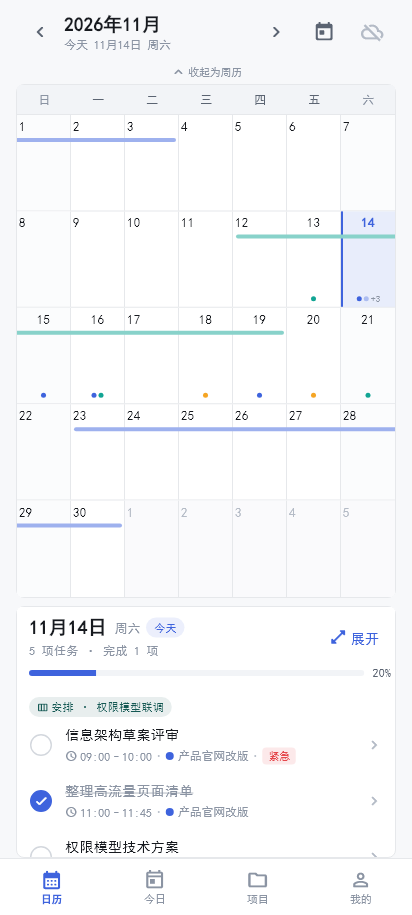 2026年11月
今天 11月14日 周六
收起为周历
日 一 二 三 四 五 六
1 2 3 4 5 6 7
8 9 10 11 12 13 14
+3
15 16 17 18 19 20 21
22 23 24 25 26 27 28
29 30 1 2 3 4 5
11月14日 周六 今天
展开
5 项任务 · 完成 1 项
20%
安排 · 权限模型联调
信息架构草案评审
09:00–10:00 · 产品官网改版 · 紧急
整理高流量页面清单
11:00–11:45 · 产品官网改版
权限模型技术方案
日历 今日 项目 我的